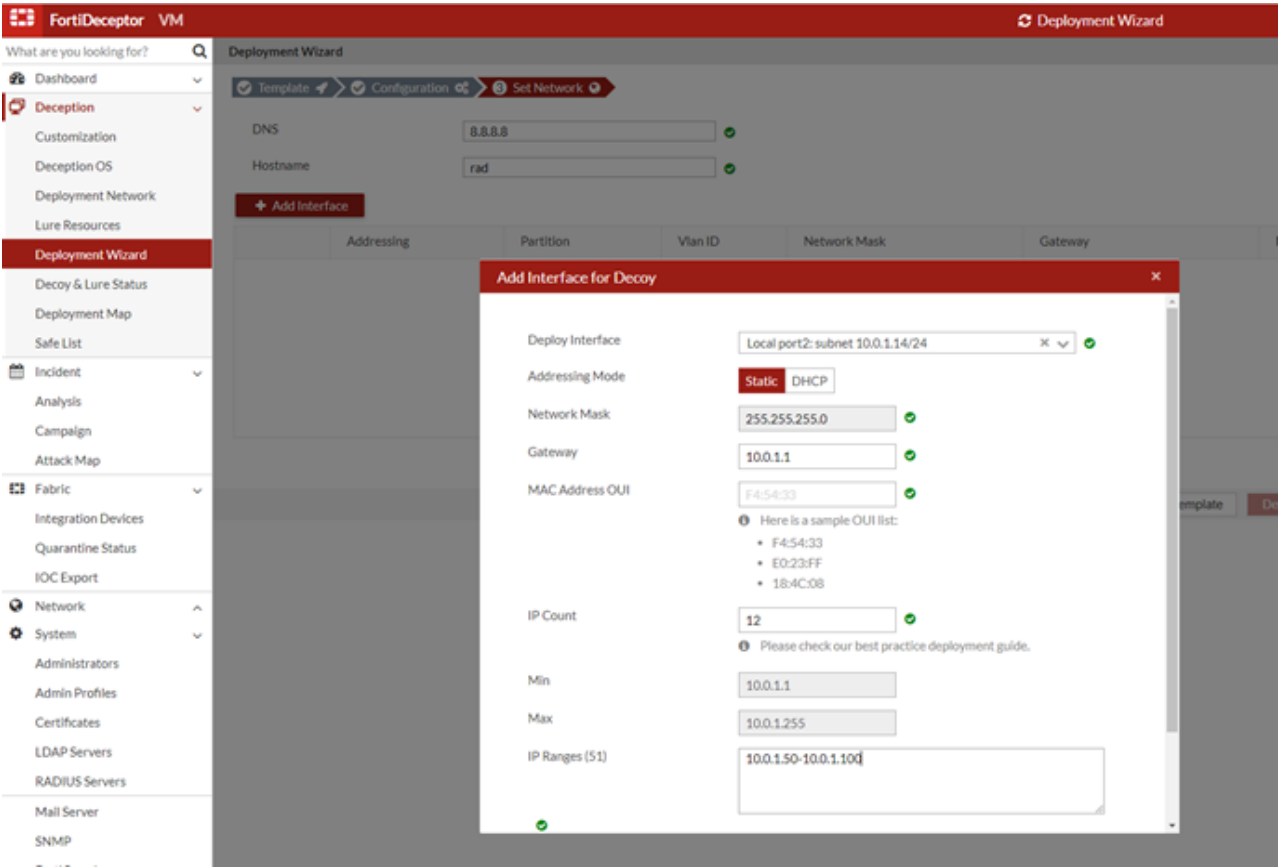 FortiDeceptor VM
Deployment Wizard
What are you looking for?
Deployment Wizard
Dashboard
Template
Configuration
3 Set Network
Deception
Customization
Deception OS
Deployment Network
Lure Resources
Deployment Wizard
Decoy & Lure Status
Deployment Map
Safe List
Incident
Analysis
Campaign
Attack Map
Fabric
Integration Devices
Quarantine Status
IOC Export
Network
System
Administrators
Admin Profiles
Certificates
LDAP Servers
RADIUS Servers
Mail Server
SNMP
DNS 8.8.8.8
Hostname rad
+ Add Interface
Addressing Partition Vlan ID Network Mask Gateway
Add Interface for Decoy ×
Deploy Interface Local port2: subnet 10.0.1.14/24
Addressing Mode Static DHCP
Network Mask 255.255.255.0
Gateway 10.0.1.1
MAC Address OUI F4:54:33
Here is a sample OUI list:
• F4:54:33
• E0:23:FF
• 18:4C:08
IP Count 12
Please check our best practice deployment guide.
Min 10.0.1.1
Max 10.0.1.255
IP Ranges (51) 10.0.1.50-10.0.1.100
emplate De